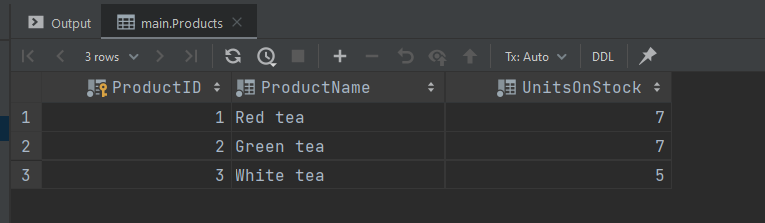 Output main.Products
3 rows Tx: Auto DDL
ProductID ProductName UnitsOnStock
1 1 Red tea 7
2 2 Green tea 7
3 3 White tea 5